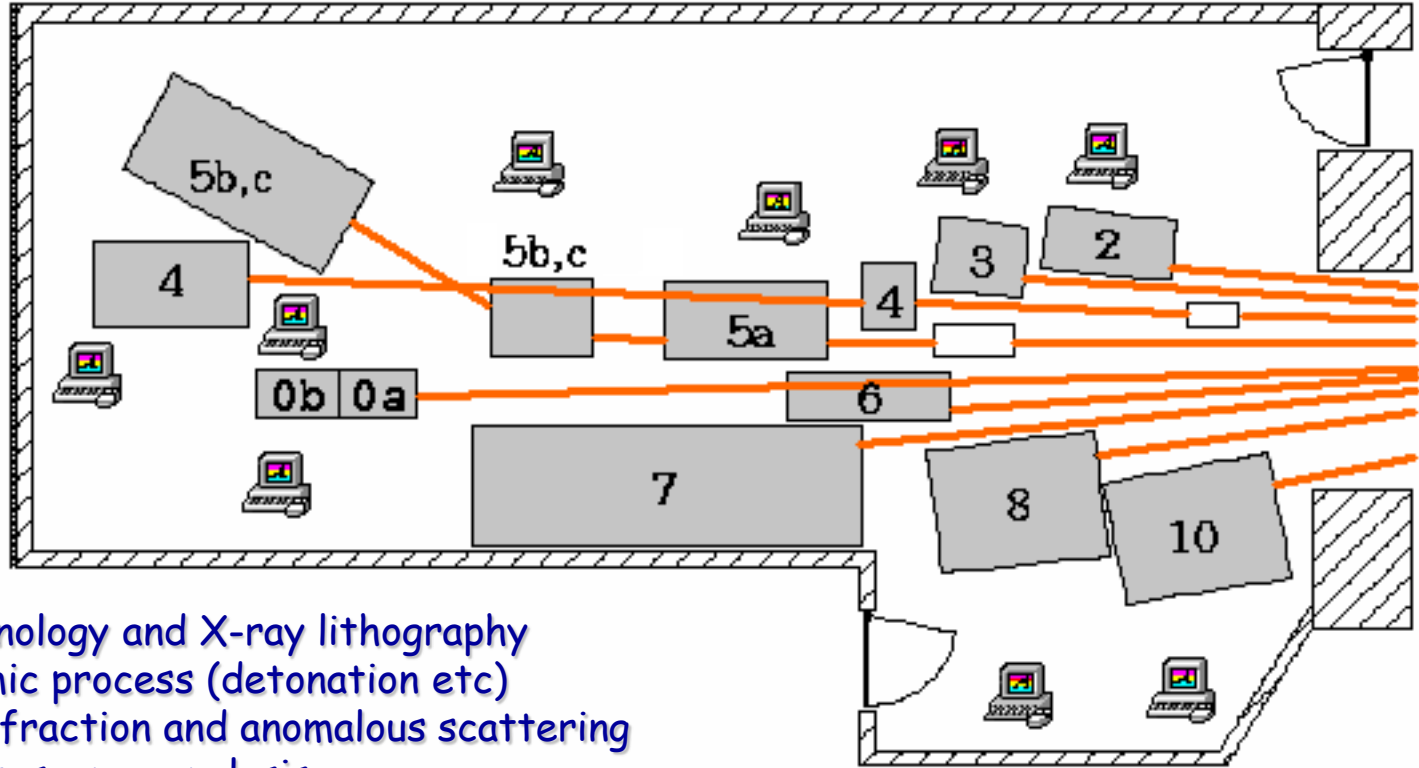 5b,c
5b,c
4
3
2
4
5a
0b 0a
6
7
8
10
nology and X-ray lithography
nic process (detonation etc)
fraction and anomalous scattering